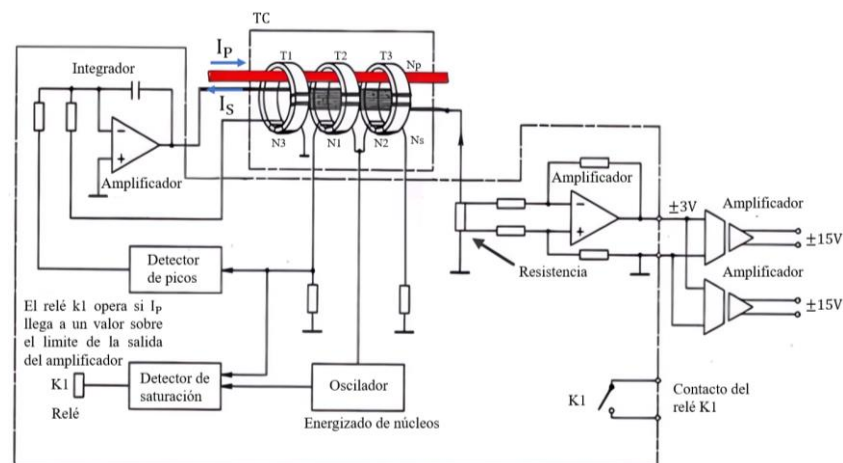 TC
I_P
T1
T2
T3
N_P
Integrador
I_S
N3
N1
N2
Ns
Amplificador
Amplificador
±3V
Amplificador
±15V
Resistencia
Amplificador
±15V
Detector
de picos
El relé k1 opera si I_P
llega a un valor sobre
el limite de la salida
del amplificador
K1
Relé
Detector de
saturación
Oscilador
Energizado de núcleos
K1
Contacto del
relé K1